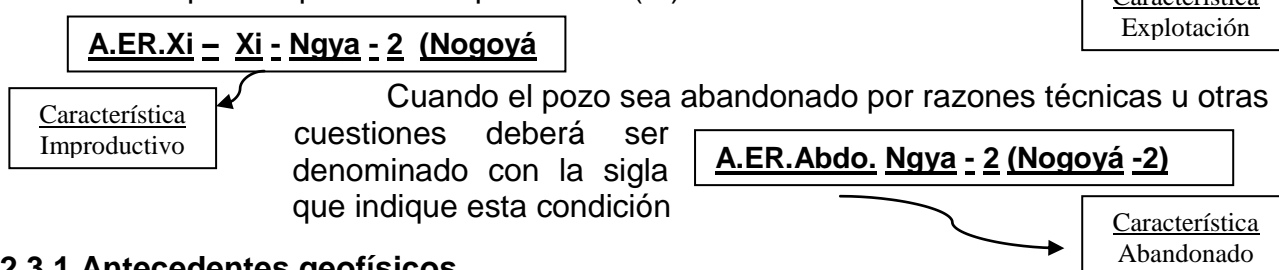 Característica
Explotación
A.ER.Xi – Xi - Ngya - 2 (Nogoyá
Característica
Improductivo
Cuando el pozo sea abandonado por razones técnicas u otras
cuestiones deberá ser
denominado con la sigla
que indique esta condición
A.ER.Abdo. Ngya - 2 (Nogoyá -2)
Característica
Abandonado
2.3.1 Antecedentes geofísicos